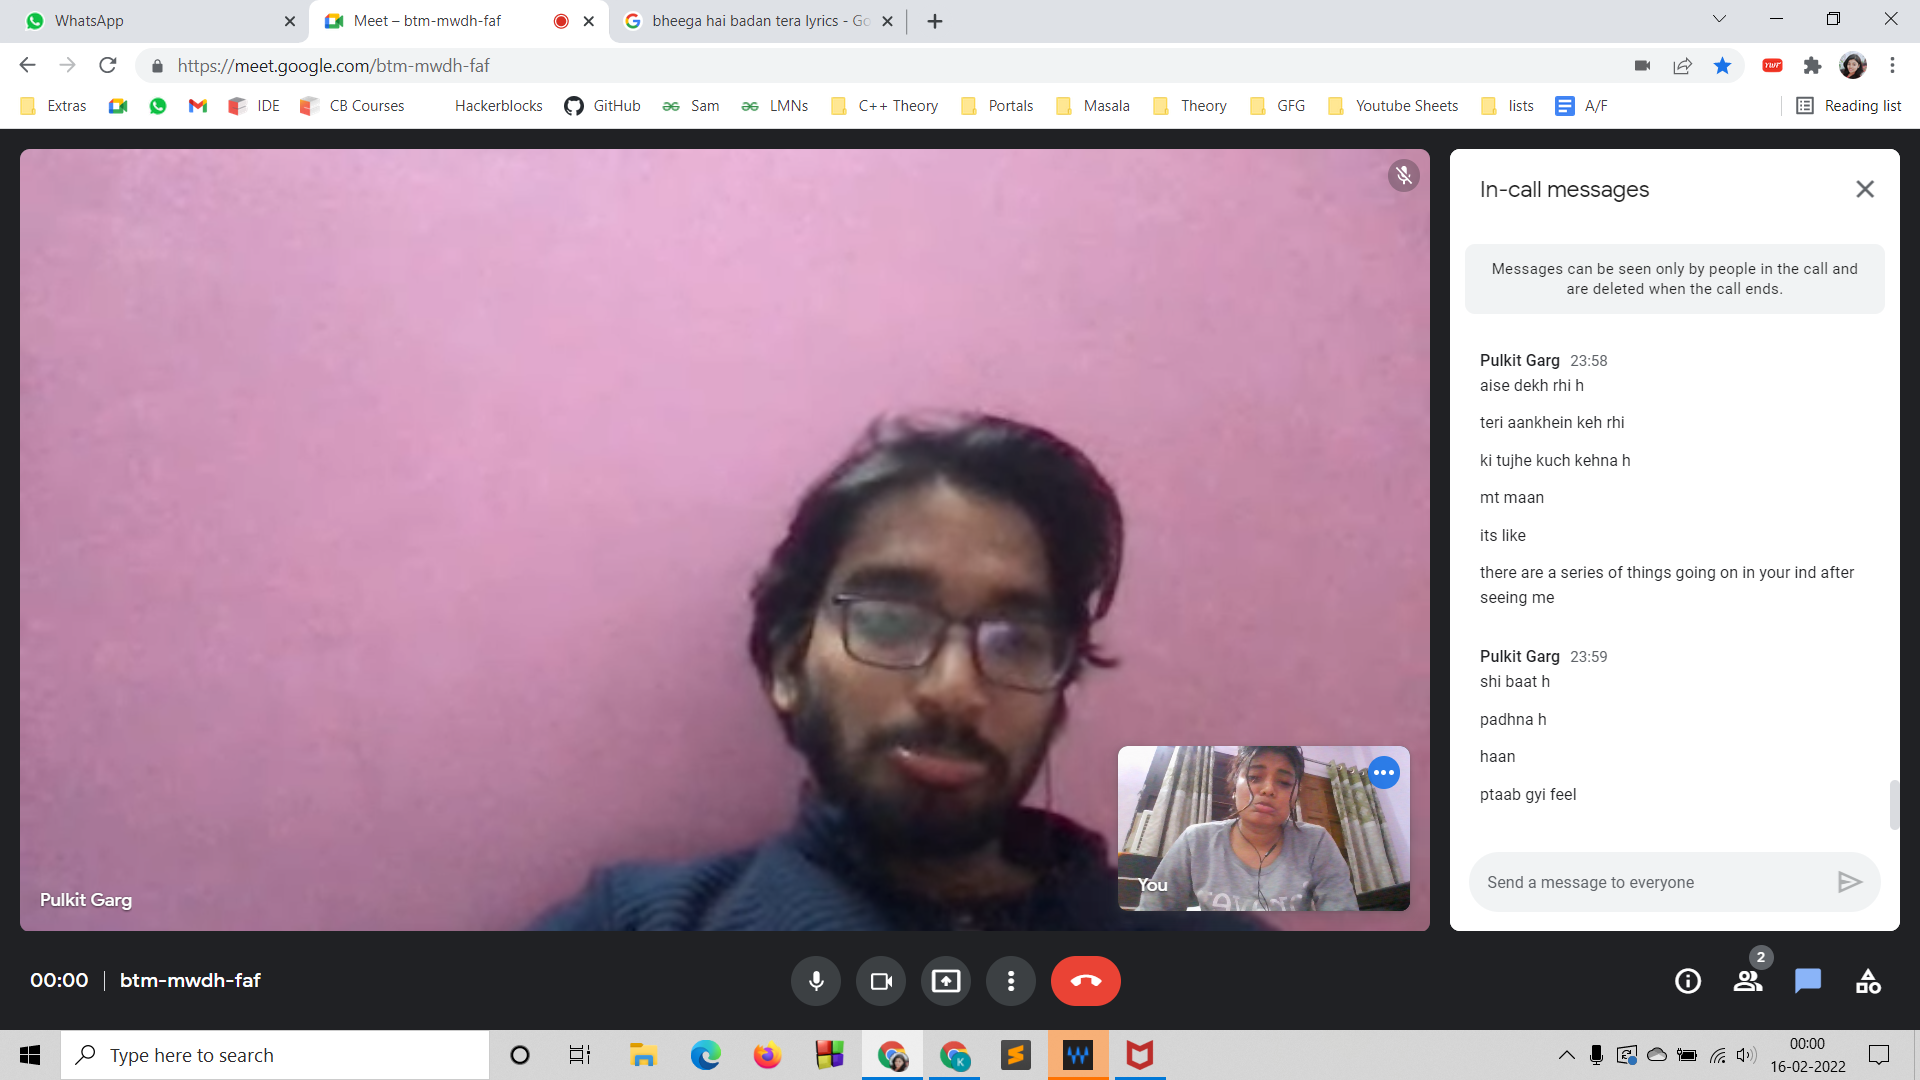 WhatsApp
Meet – btm-mwdh-faf
bheega hai badan tera lyrics - Go
https://meet.google.com/btm-mwdh-faf
Extras
IDE
CB Courses
Hackerblocks
GitHub
Sam
LMNs
C++ Theory
Portals
Masala
Theory
GFG
Youtube Sheets
lists
A/F
Reading list
In-call messages
Messages can be seen only by people in the call and
are deleted when the call ends.
Pulkit Garg 23:58
aise dekh rhi h
teri aankhein keh rhi
ki tujhe kuch kehna h
mt maan
its like
there are a series of things going on in your ind after
seeing me
Pulkit Garg 23:59
shi baat h
padhna h
haan
ptaab gyi feel
Send a message to everyone
Pulkit Garg
You
00:00
btm-mwdh-faf
2
Type here to search
K
00:00
16-02-2022